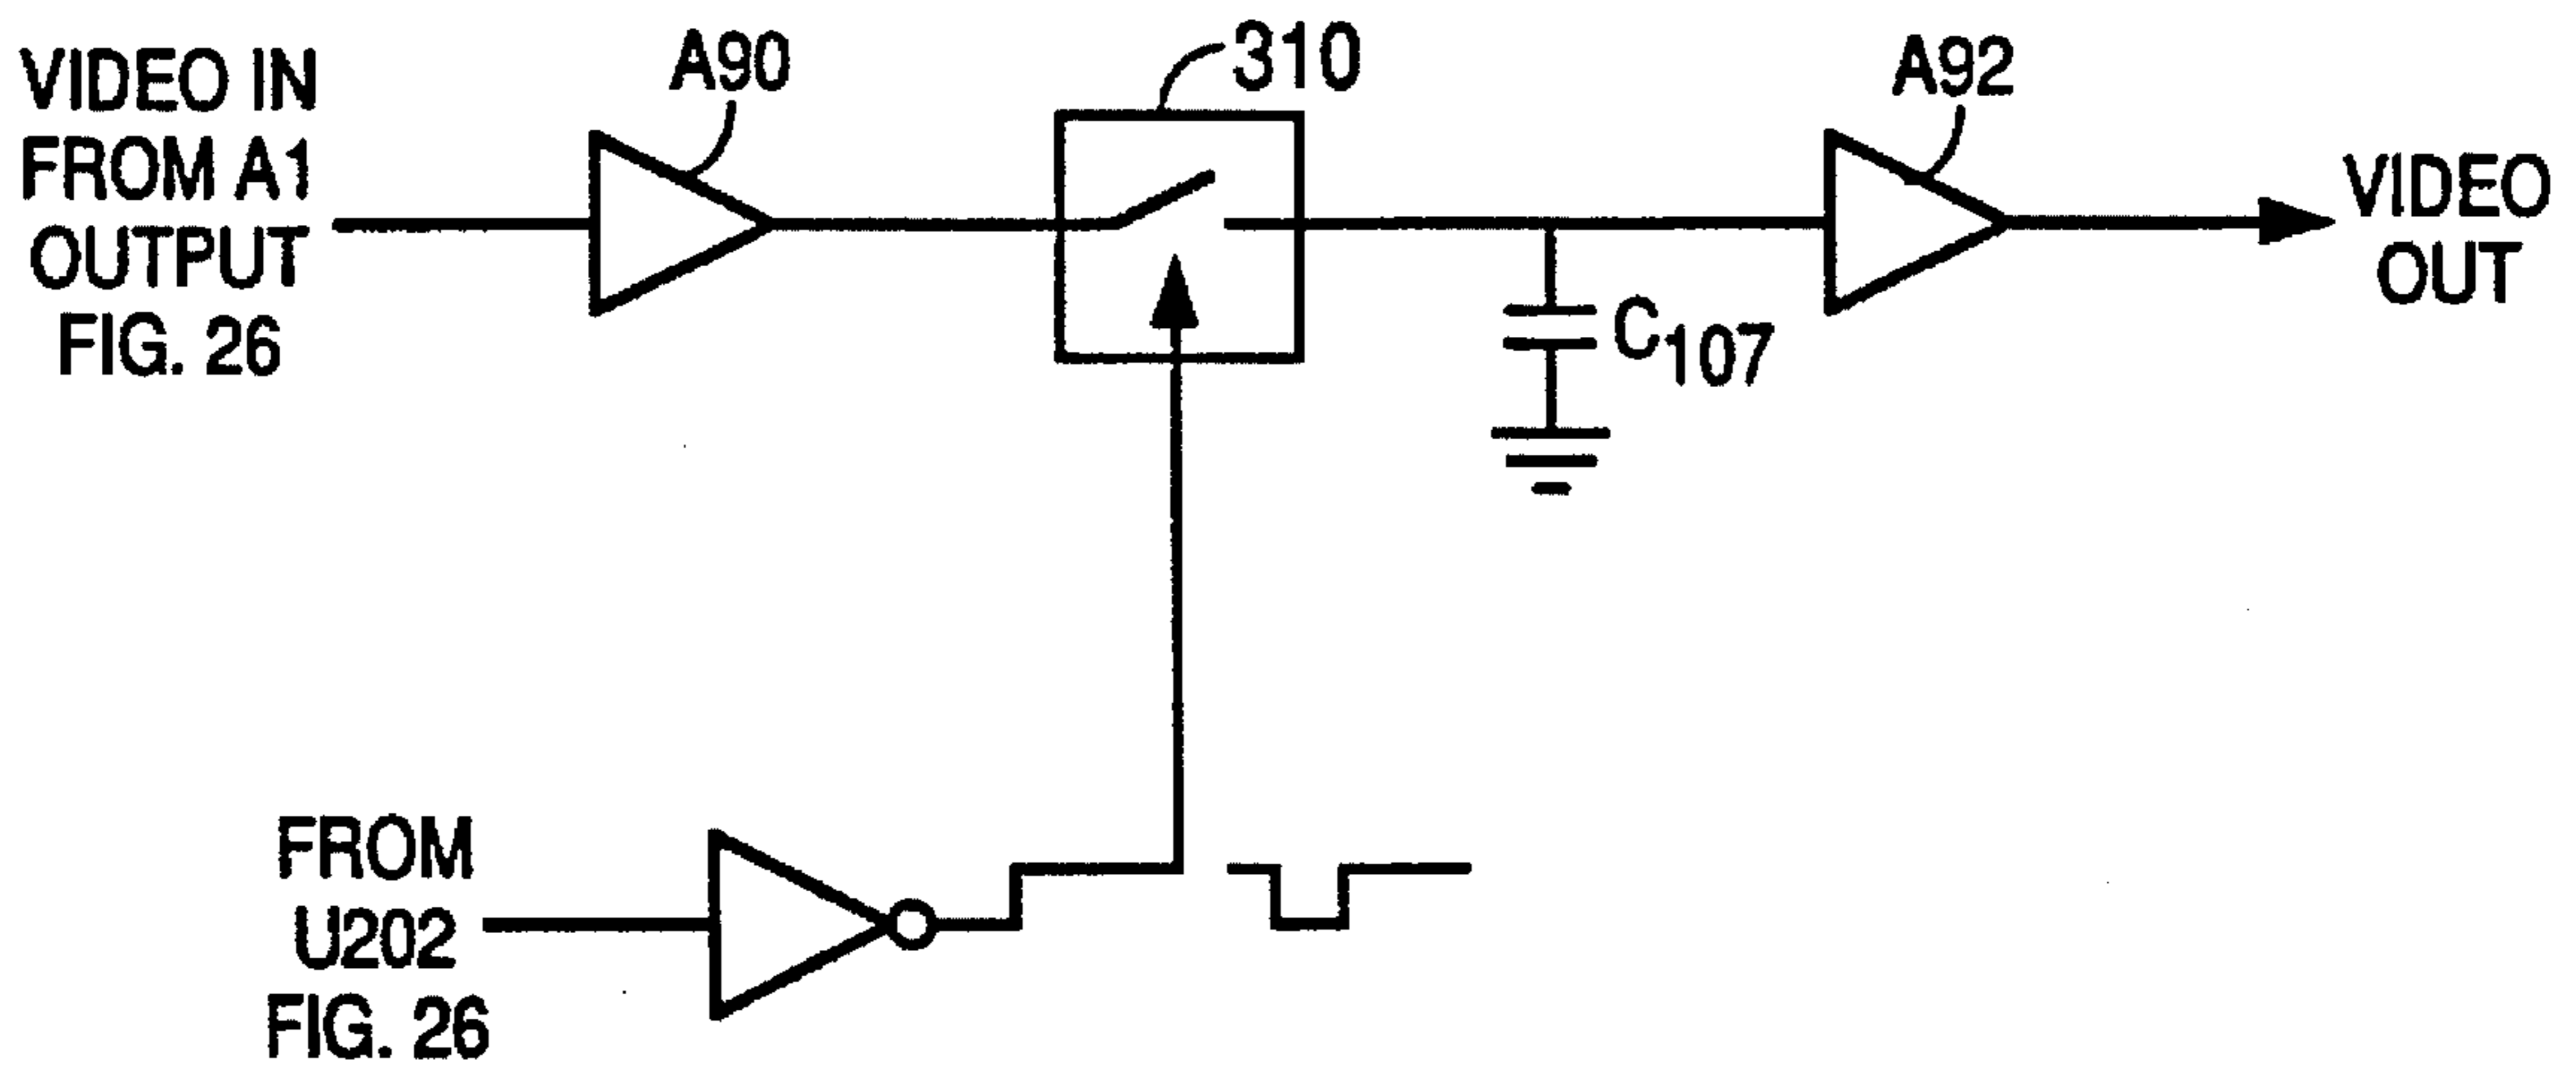 VIDEO IN
FROM A1
OUTPUT
FIG. 26
A90
310
A92
VIDEO
OUT
C107
FROM
U202
FIG. 26